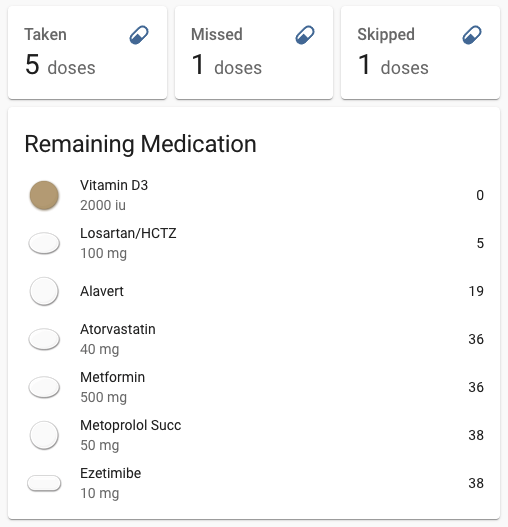 Taken
5 doses
Missed
1 doses
Skipped
1 doses
Remaining Medication
Vitamin D3
2000 iu
0
Losartan/HCTZ
100 mg
5
Alavert
19
Atorvastatin
40 mg
36
Metformin
500 mg
36
Metoprolol Succ
50 mg
38
Ezetimibe
10 mg
38